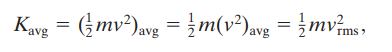 K_avg = (½mv²)_avg = ½m(v²)_avg = ½mv²_rms,